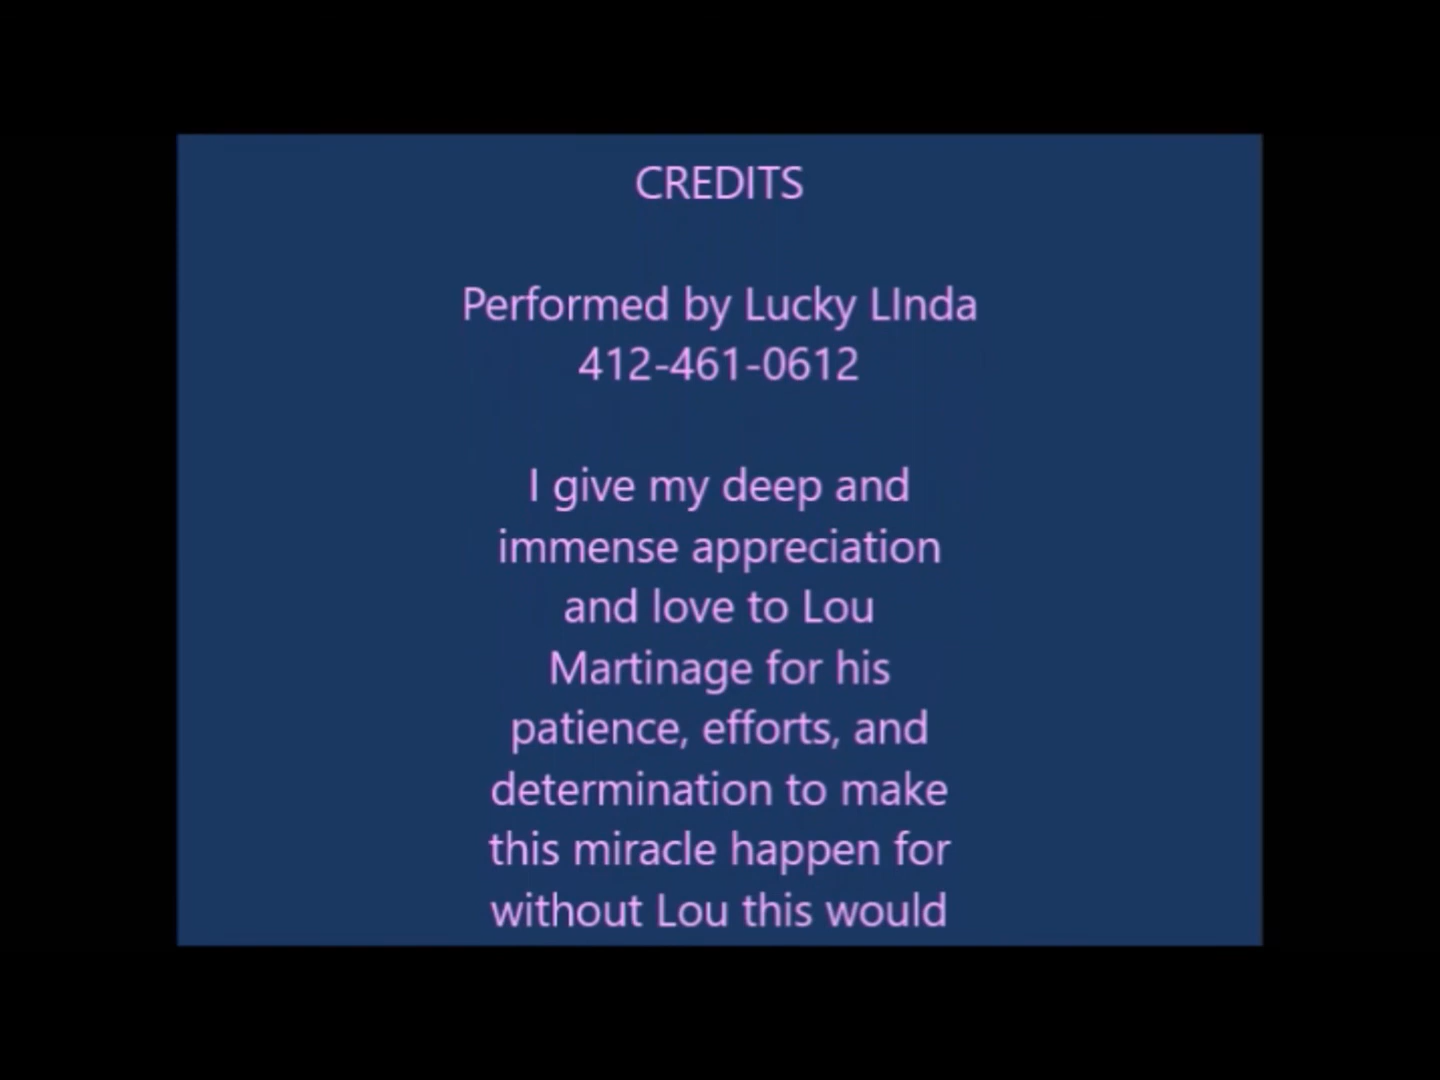 CREDITS
Performed by Lucky LInda
412-461-0612
I give my deep and
immense appreciation
and love to Lou
Martinage for his
patience, efforts, and
determination to make
this miracle happen for
without Lou this would